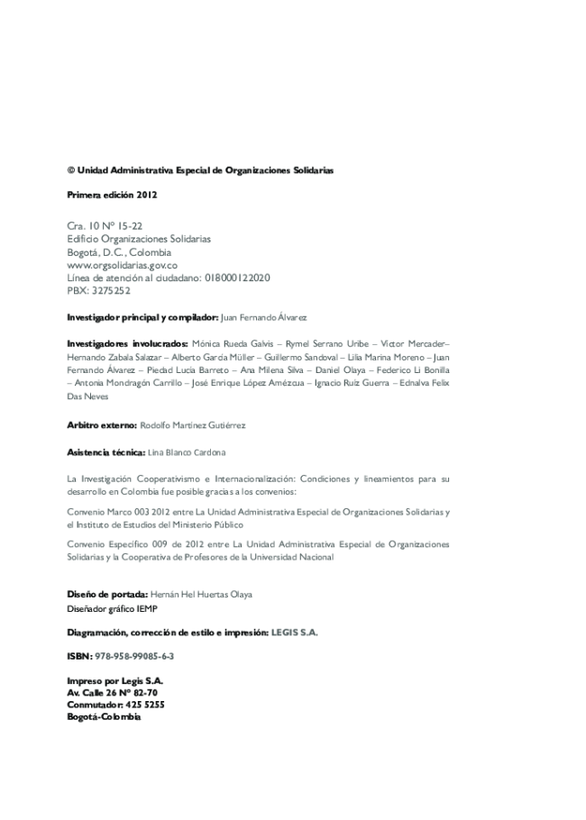 © Unidad Administrativa Especial de Organizaciones Solidarias
Primera edición 2012
Cra. 10 Nº 15-22
Edificio Organizaciones Solidarias
Bogotá, D.C., Colombia
www.orgsolidarias.gov.co
Línea de atención al ciudadano: 018000122020
PBX: 3275252
Investigador principal y compilador: Juan Fernando Álvarez
Investigadores involucrados: Mónica Rueda Galvis – Rymel Serrano Uribe – Víctor Mercader–
Hernando Zabala Salazar – Alberto García Müller – Guillermo Sandoval – Lilia Marina Moreno – Juan
Fernando Álvarez – Piedad Lucía Barreto – Ana Milena Silva – Daniel Olaya – Federico Li Bonilla
– Antonia Mondragón Carrillo – José Enrique López Amézcua – Ignacio Ruíz Guerra – Ednalva Felix
Das Neves
Arbitro externo: Rodolfo Martínez Gutiérrez
Asistencia técnica: Lina Blanco Cardona
La Investigación Cooperativismo e Internacionalización: Condiciones y lineamientos para su
desarrollo en Colombia fue posible gracias a los convenios:
Convenio Marco 003 2012 entre La Unidad Administrativa Especial de Organizaciones Solidarias y
el Instituto de Estudios del Ministerio Público
Convenio Específico 009 de 2012 entre La Unidad Administrativa Especial de Organizaciones
Solidarias y la Cooperativa de Profesores de la Universidad Nacional
Diseño de portada: Hernán Hel Huertas Olaya
Diseñador gráfico IEMP
Diagramación, corrección de estilo e impresión: LEGIS S.A.
ISBN: 978-958-99085-6-3
Impreso por Legis S.A.
Av. Calle 26 Nº 82-70
Conmutador: 425 5255
Bogotá-Colombia